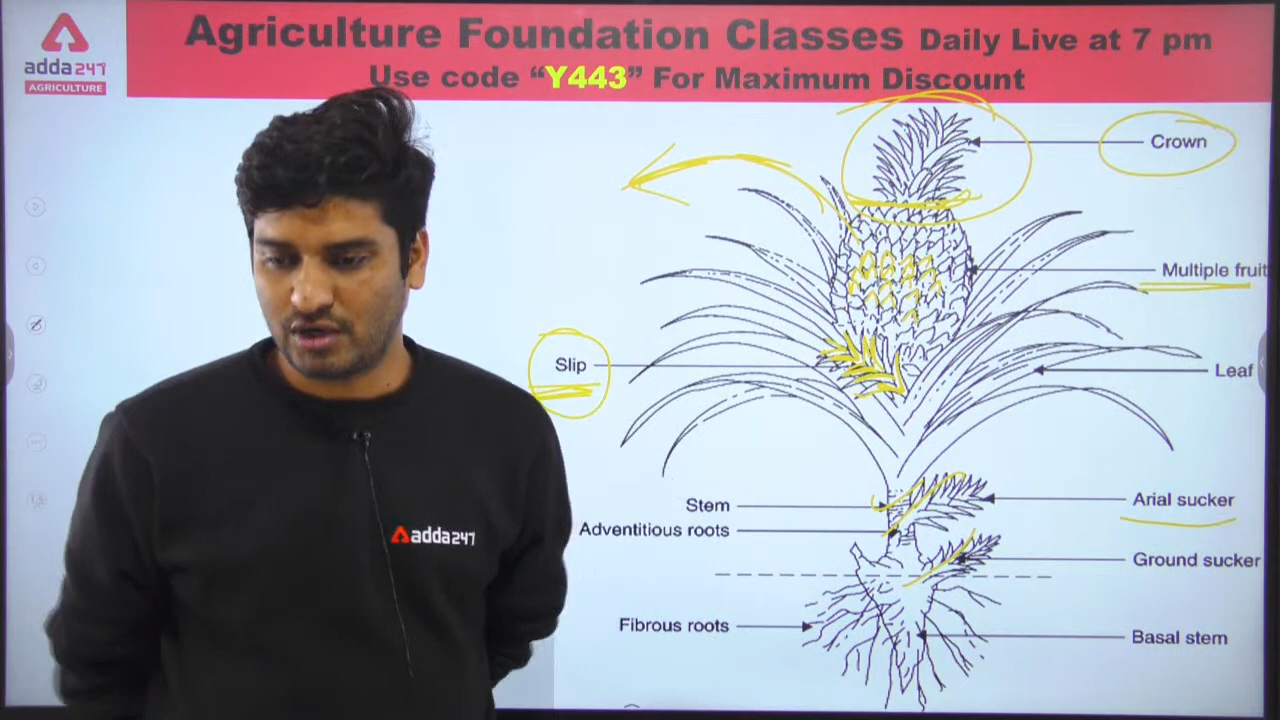 Agriculture Foundation Classes Daily Live at 7 pm
Use code “Y443” For Maximum Discount
adda247
AGRICULTURE
Crown
Multiple fruit
Slip
Leaf
Stem
Arial sucker
Adventitious roots
Ground sucker
Fibrous roots
Basal stem
adda247